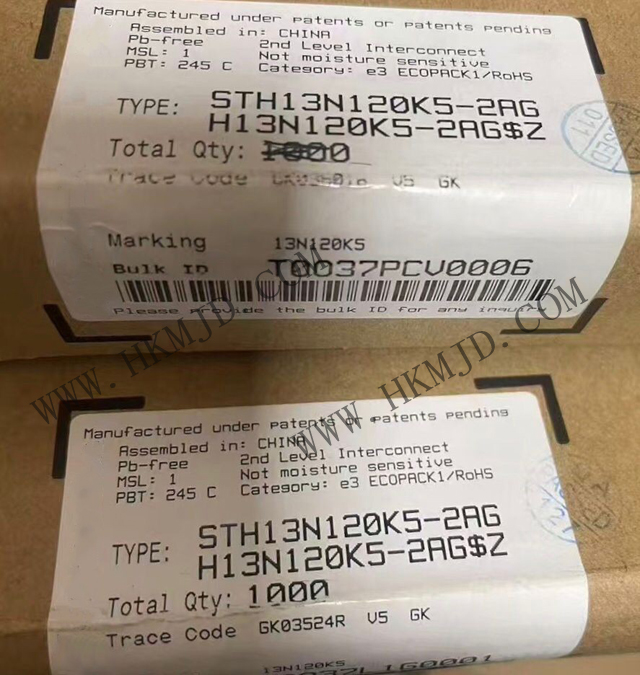 Manufactured under patents or patents pending
Assembled in: CHINA
Pb-free 2nd Level Interconnect
MSL: 1 Not moisture sensitive
PBT: 245 C Category: e3 ECOPACK1/RoHS
TYPE: STH13N120K5-2AG
H13N120K5-2AG$Z
Total Qty: 1000
Trace Code V5 GK
Marking 13N120K5
Bulk ID T0037PCV0006
Please provide the bulk ID for any inquiry
WWW.HKMJD.COM
WWW.HKMJD.COM
Manufactured under patents or patents pending
Assembled in: CHINA
Pb-free 2nd Level Interconnect
MSL: 1 Not moisture sensitive
PBT: 245 C Category: e3 ECOPACK1/RoHS
TYPE: STH13N120K5-2AG
H13N120K5-2AG$Z
Total Qty: 1000
Trace Code GK03524R V5 GK
13N120K5